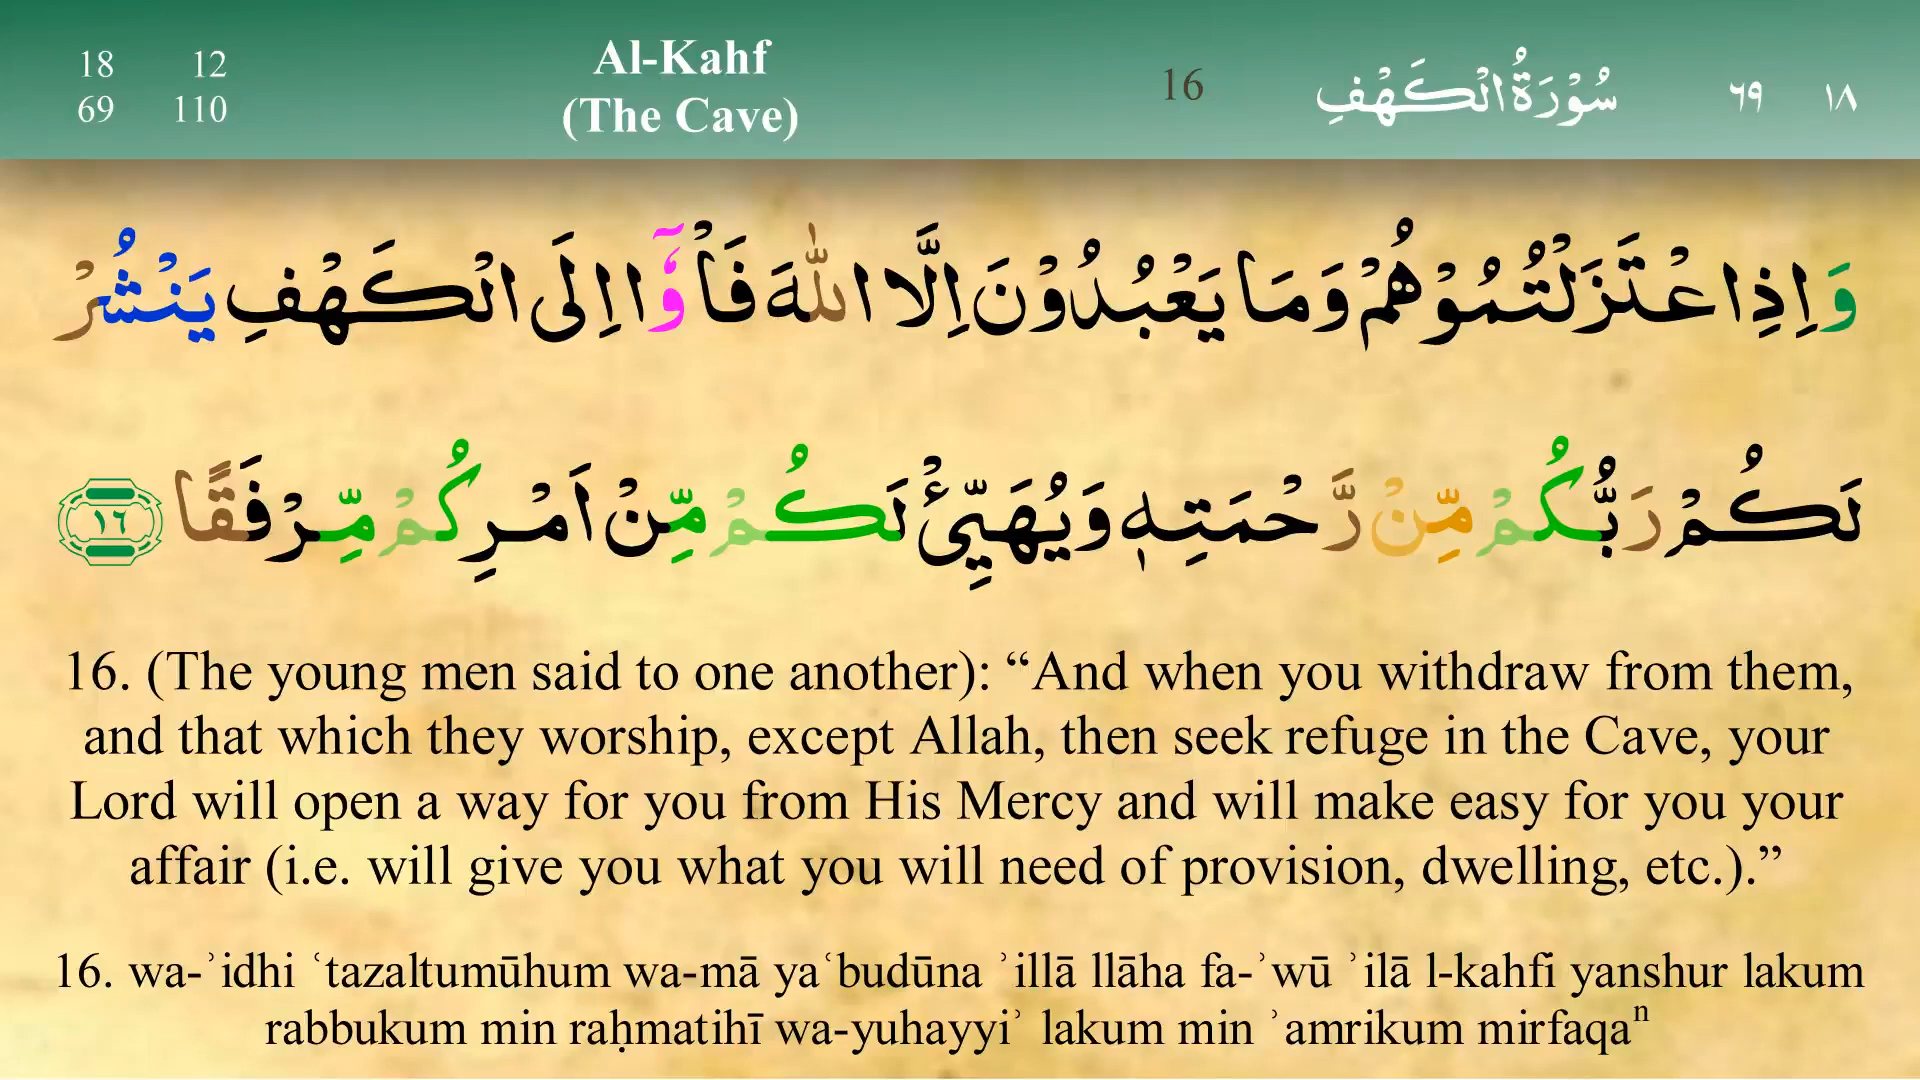 18 12
69 110
Al-Kahf
(The Cave)
16
سُوْرَةُ الْكَهْفِ
٦٩ ١٨
وَاِذِ اعْتَزَلْتُمُوْهُمْ وَمَا يَعْبُدُوْنَ اِلَّا اللّٰهَ فَاْوٗٓا اِلَى الْكَهْفِ يَنْشُرْ
لَكُمْ رَبُّكُمْ مِّنْ رَّحْمَتِهٖ وَيُهَيِّئْ لَكُمْ مِّنْ اَمْرِكُمْ مِّرْفَقًا ١٦
16. (The young men said to one another): “And when you withdraw from them,
and that which they worship, except Allah, then seek refuge in the Cave, your
Lord will open a way for you from His Mercy and will make easy for you your
affair (i.e. will give you what you will need of provision, dwelling, etc.).”
16. wa-ʾidhi ʿtazaltumūhum wa-mā yaʿbudūna ʾillā llāha fa-ʾwū ʾilā l-kahfi yanshur lakum
rabbukum min raḥmatihī wa-yuhayyiʾ lakum min ʾamrikum mirfaqaⁿ